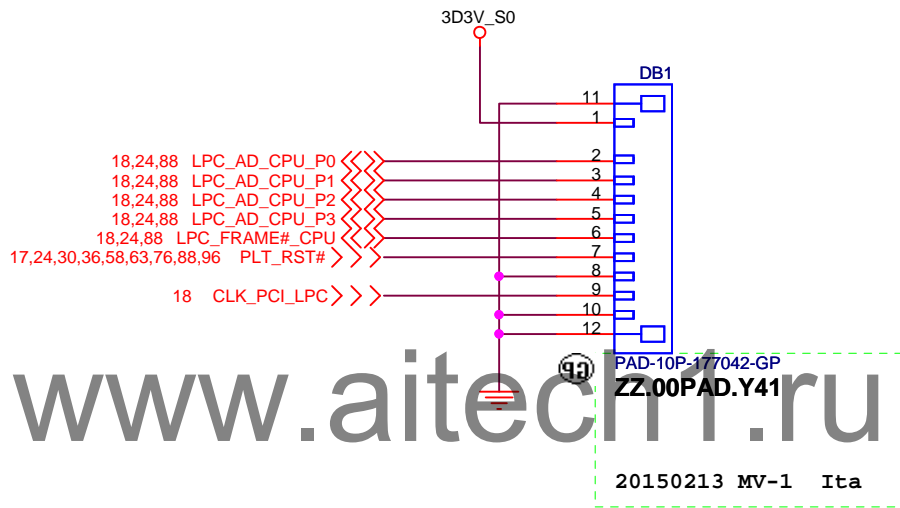 3D3V_S0
DB1
11
1
18,24,88 LPC_AD_CPU_P0 2
18,24,88 LPC_AD_CPU_P1 3
18,24,88 LPC_AD_CPU_P2 4
18,24,88 LPC_AD_CPU_P3 5
18,24,88 LPC_FRAME#_CPU 6
17,24,30,36,58,63,76,88,96 PLT_RST# 7
8
18 CLK_PCI_LPC 9
10
12
PAD-10P-177042-GP
ZZ.00PAD.Y41
www.aitech1.ru
20150213 MV-1 Ita